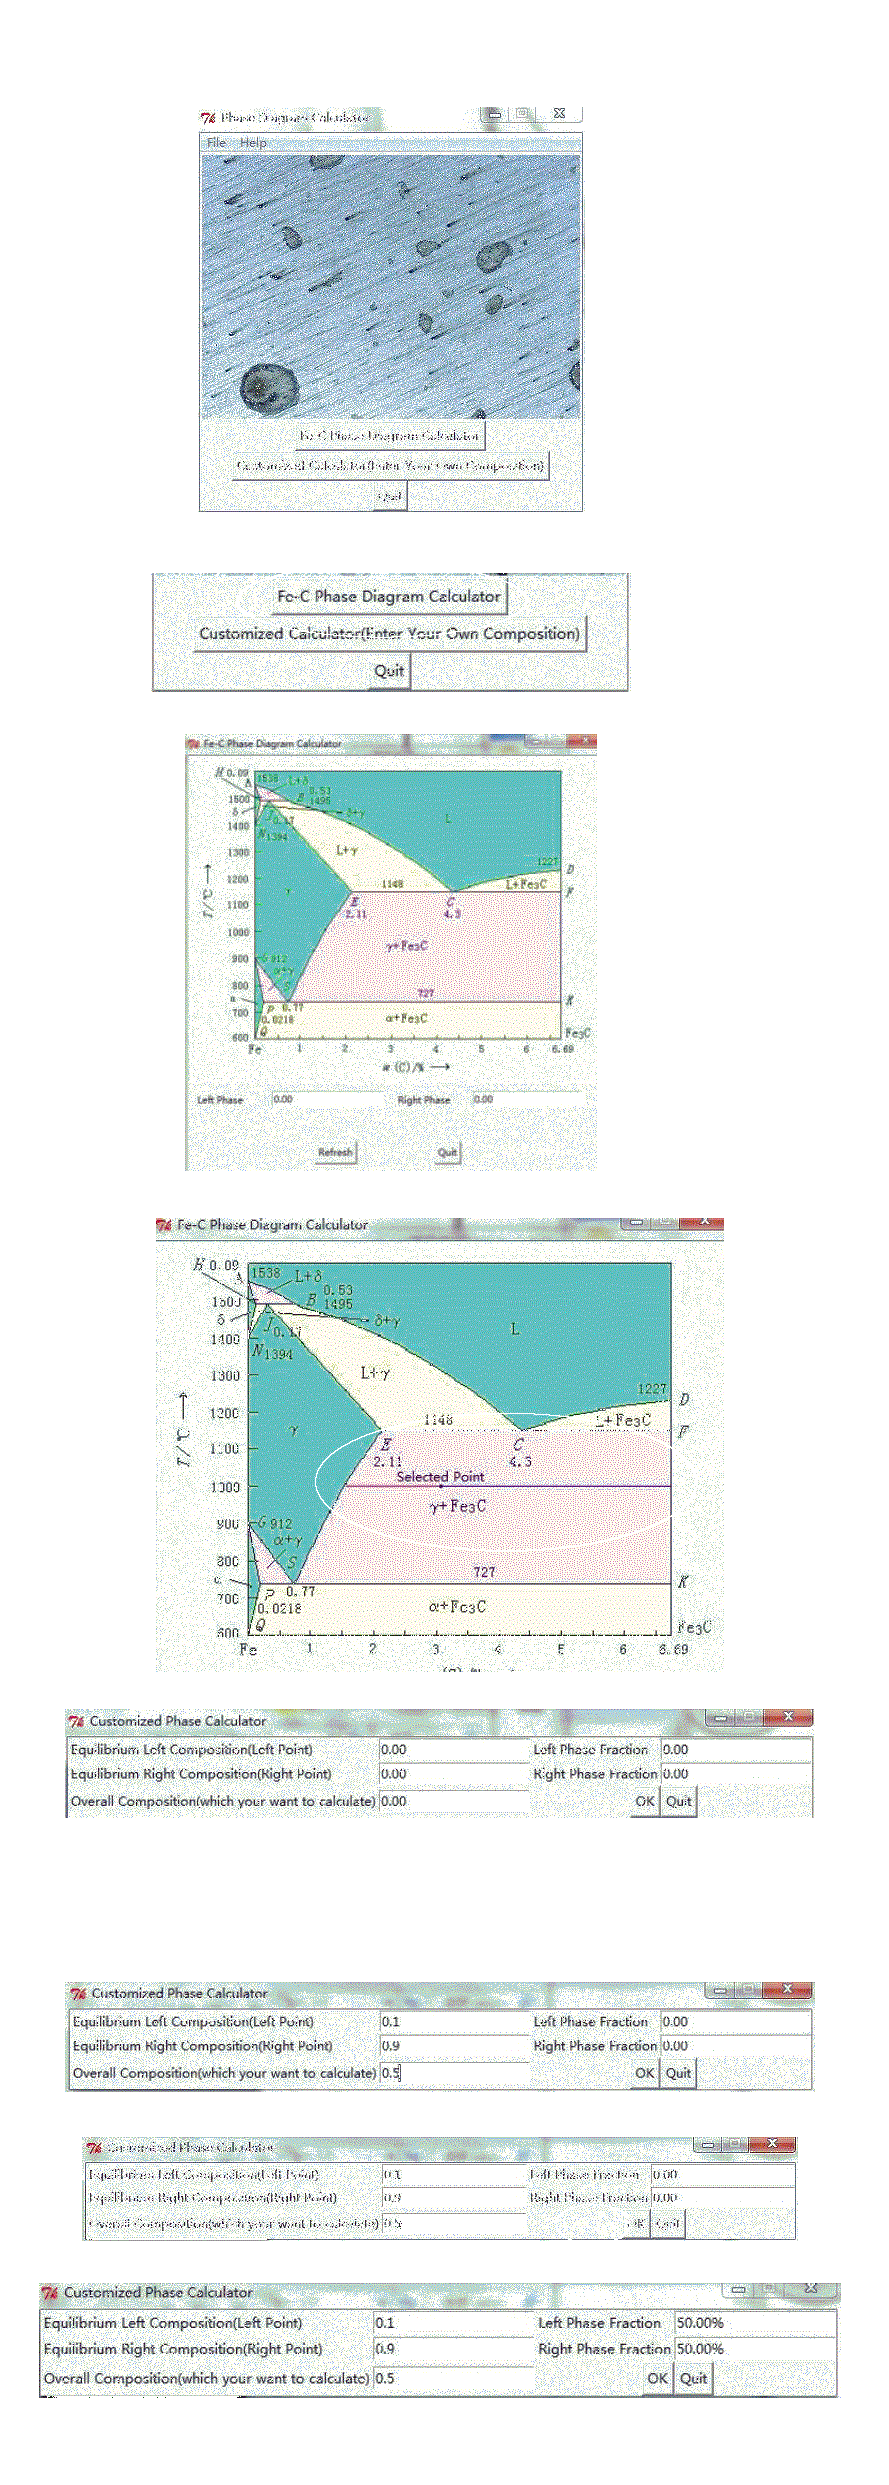 Phase Diagram Calculator
File Help
Fe-C Phase Diagram Calculator
Customized Calculator(Enter Your Own Composition)
Quit
Fe-C Phase Diagram Calculator
Customized Calculator(Enter Your Own Composition)
Quit
Fe-C Phase Diagram Calculator
H 0.09
A 1538 L+δ
0.53
1500 B 1495
δ J δ+γ
0.17
1400 N 1394
L
1300 L+γ
1227 D
1200 1148 L+Fe3C
E C F
1100 γ 2.11 4.3
T/℃
1000 γ+Fe3C
900 G 912
α+γ
800 S 727 K
α P 0.77
700 0.0218 α+Fe3C
600 Q Fe3C
Fe 1 2 3 4 5 6 6.69
w(C)/%
Left Phase 0.00 Right Phase 0.00
Refresh Quit
Fe-C Phase Diagram Calculator
H 0.09
A 1538 L+δ
0.53
1500 B 1495
δ J δ+γ
0.17
1400 N 1394
L
1300 L+γ
1227 D
1200 1148 L+Fe3C
γ E C F
1100 2.11 4.3
T/℃
Selected Point
1000 γ+Fe3C
900 G 912
α+γ
800 S 727 K
α P 0.77
700 0.0218 α+Fe3C
600 Q Fe3C
Fe 1 2 3 4 5 6 6.69
Customized Phase Calculator
Equilibrium Left Composition(Left Point) 0.00 Left Phase Fraction 0.00
Equilibrium Right Composition(Right Point) 0.00 Right Phase Fraction 0.00
Overall Composition(which your want to calculate) 0.00 OK Quit
Customized Phase Calculator
Equilibrium Left Composition(Left Point) 0.1 Left Phase Fraction 0.00
Equilibrium Right Composition(Right Point) 0.9 Right Phase Fraction 0.00
Overall Composition(which your want to calculate) 0.5 OK Quit
Customized Phase Calculator
Equilibrium Left Composition(Left Point) 0.1 Left Phase Fraction 0.00
Equilibrium Right Composition(Right Point) 0.9 Right Phase Fraction 0.00
Overall Composition(which your want to calculate) 0.5 OK Quit
Customized Phase Calculator
Equilibrium Left Composition(Left Point) 0.1 Left Phase Fraction 50.00%
Equilibrium Right Composition(Right Point) 0.9 Right Phase Fraction 50.00%
Overall Composition(which your want to calculate) 0.5 OK Quit